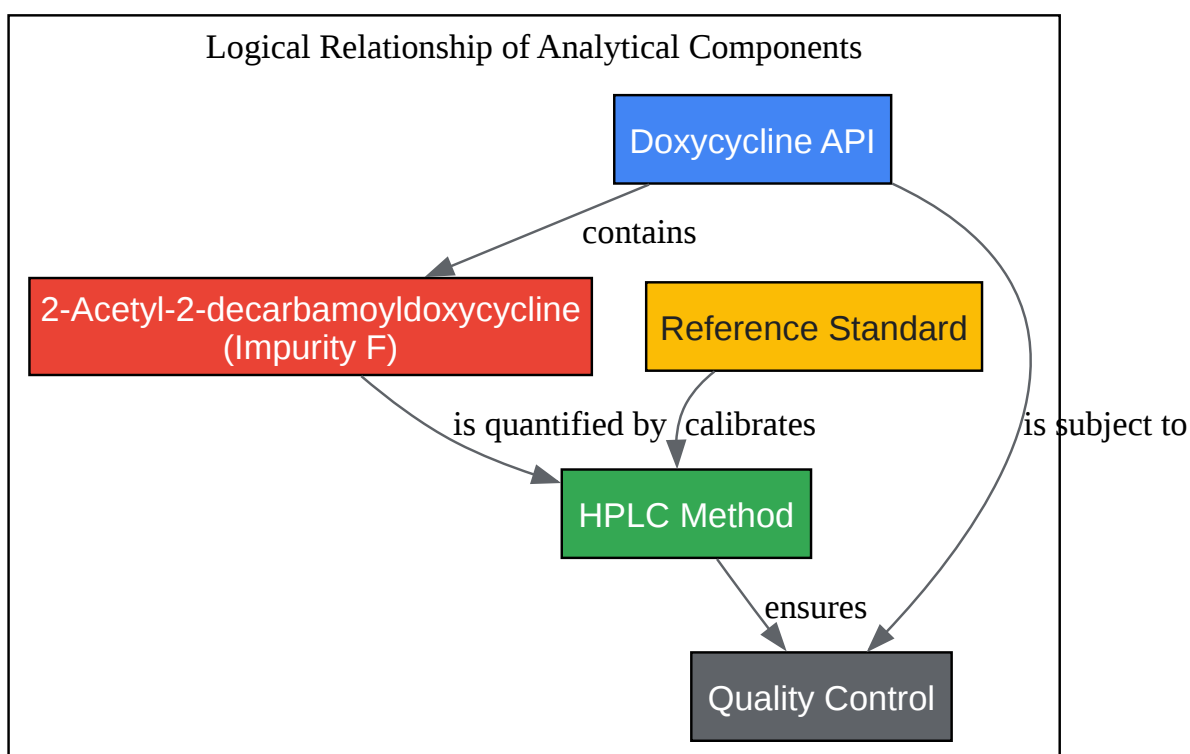 Logical Relationship of Analytical Components
Doxycycline API
contains
2-Acetyl-2-decarbamoyldoxycycline
(Impurity F)
Reference Standard
is quantified by
calibrates
is subject to
HPLC Method
ensures
Quality Control